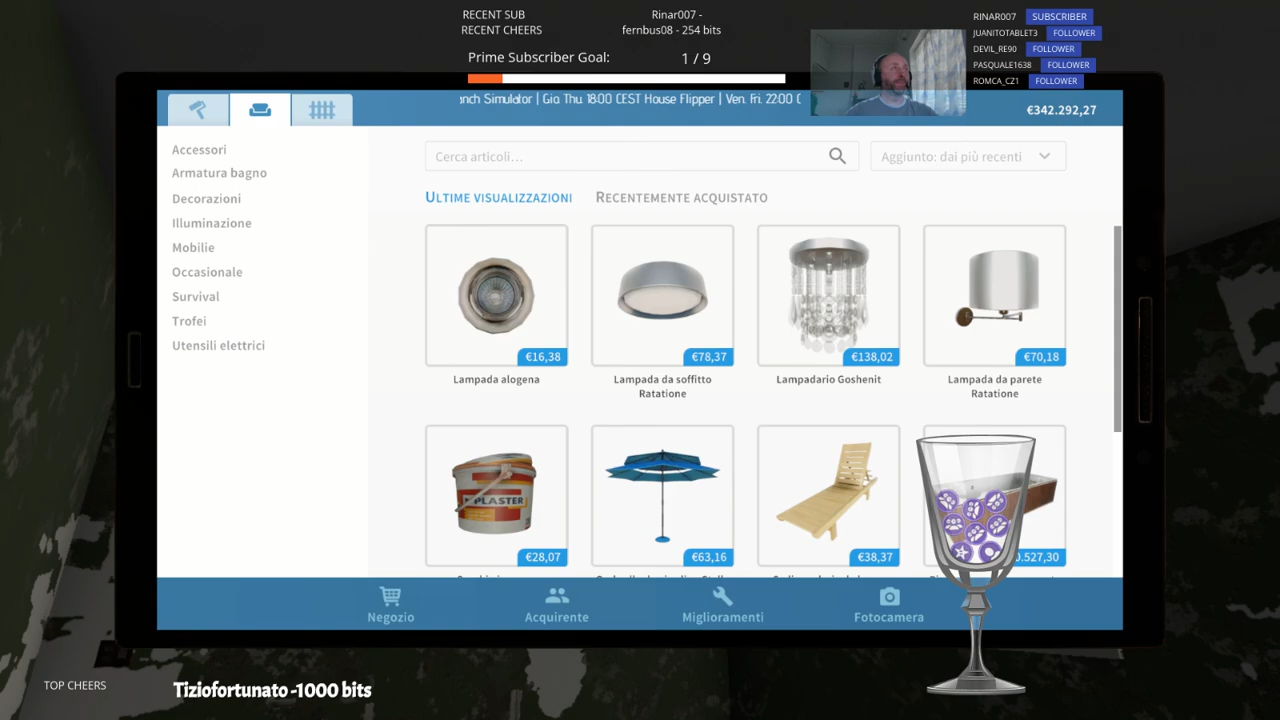 RECENT SUB
Rinar007 -
RECENT CHEERS
fernbus08 - 254 bits
Prime Subscriber Goal:
1 / 9
RINAR007 SUBSCRIBER
JUANITOTABLET3 FOLLOWER
DEVIL_RE90 FOLLOWER
PASQUALE1638 FOLLOWER
ROMCA_CZ1 FOLLOWER
Simulator | Gio. Thu. 18:00 CEST House Flipper | Ven. Fri. 22:00
€342.292,27
Accessori
Armatura bagno
Decorazioni
Illuminazione
Mobilie
Occasionale
Survival
Trofei
Utensili elettrici
Cerca articoli...
Aggiunto: dai più recenti
ULTIME VISUALIZZAZIONI
RECENTEMENTE ACQUISTATO
€16,38
Lampada alogena
€78,37
Lampada da soffitto
Ratatione
€138,02
Lampadario Goshenit
€70,18
Lampada da parete
Ratatione
PLASTER
€28,07
€63,16
€38,37
.527,30
Negozio
Acquirente
Miglioramenti
Fotocamera
TOP CHEERS
Tiziofortunato -1000 bits